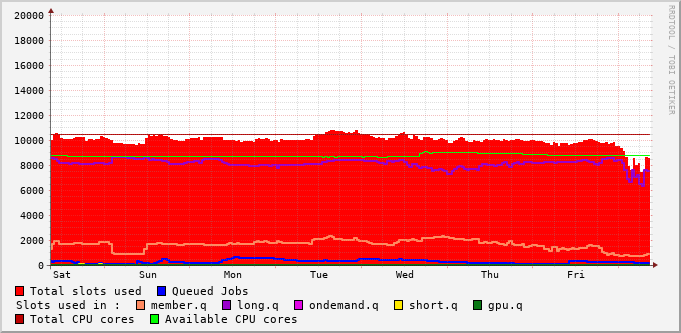 20000
18000
16000
14000
12000
10000
8000
6000
4000
2000
0
Sat Sun Mon Tue Wed Thu Fri
RRDTOOL / TOBI OETIKER
Total slots used Queued Jobs
Slots used in : member.q long.q ondemand.q short.q gpu.q
Total CPU cores Available CPU cores